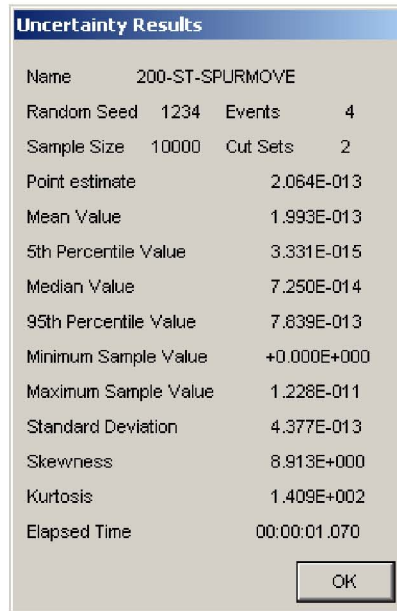 Uncertainty Results
Name 200-ST-SPURMOVE
Random Seed 1234 Events 4
Sample Size 10000 Cut Sets 2
Point estimate 2.064E-013
Mean Value 1.993E-013
5th Percentile Value 3.331E-015
Median Value 7.250E-014
95th Percentile Value 7.839E-013
Minimum Sample Value +0.000E+000
Maximum Sample Value 1.228E-011
Standard Deviation 4.377E-013
Skewness 8.913E+000
Kurtosis 1.409E+002
Elapsed Time 00:00:01.070
OK